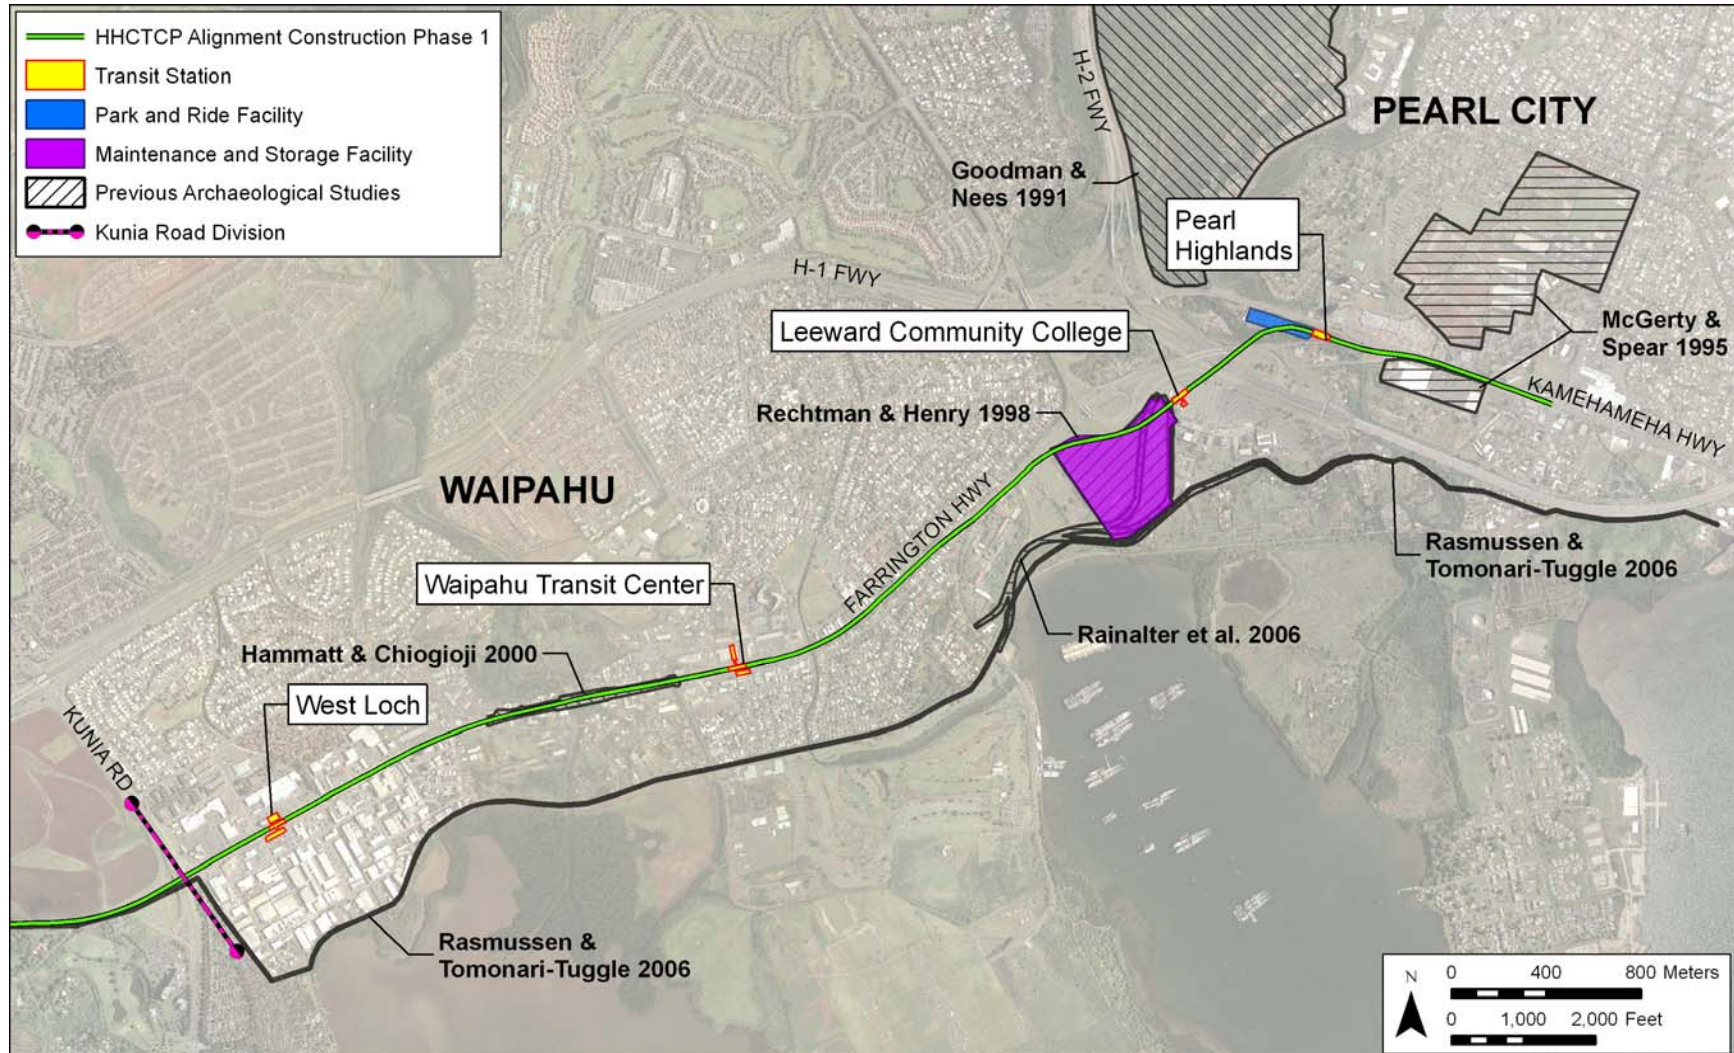 HHCTCP Alignment Construction Phase 1
Transit Station
Park and Ride Facility
Maintenance and Storage Facility
Previous Archaeological Studies
Kunia Road Division
H-2 FWY
PEARL CITY
Goodman &
Nees 1991
Pearl
Highlands
H-1 FWY
Leeward Community College
McGerty &
Spear 1995
KAMEHAMEHA HWY
Rechtman & Henry 1998
WAIPAHU
FARRINGTON HWY
Rasmussen &
Tomonari-Tuggle 2006
Waipahu Transit Center
Rainalter et al. 2006
Hammatt & Chiogioji 2000
West Loch
KUNIA RD
Rasmussen &
Tomonari-Tuggle 2006
N
0 400 800 Meters
0 1,000 2,000 Feet